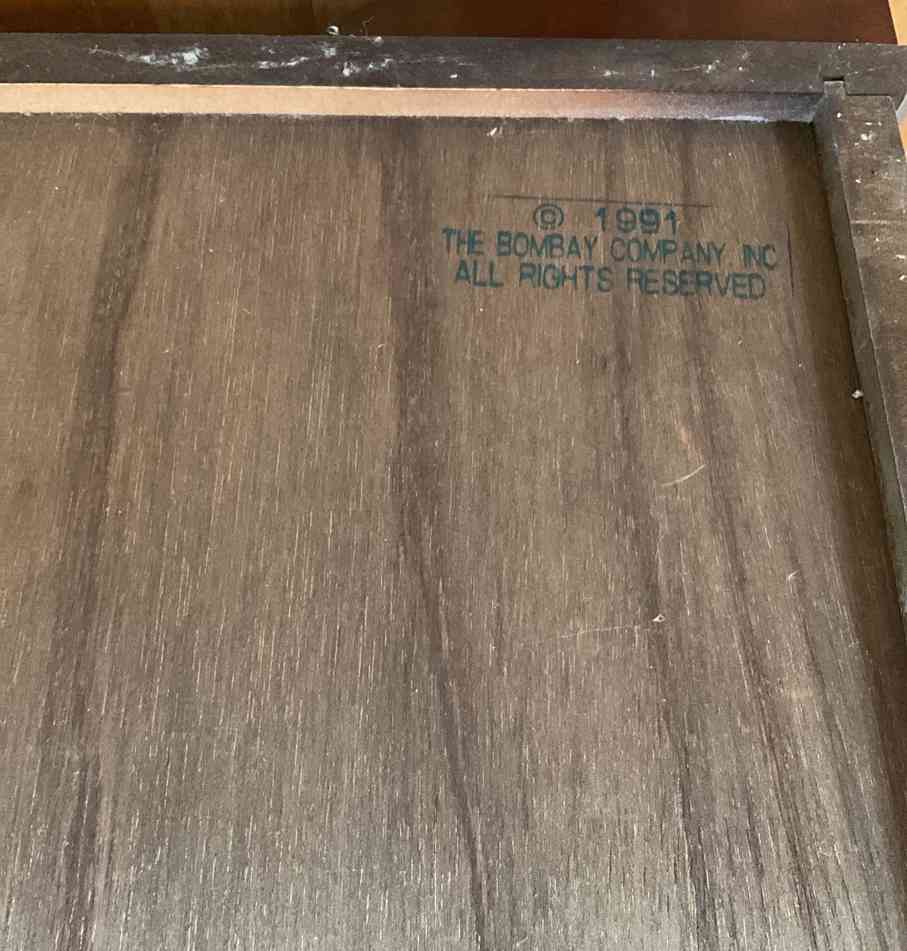 © 1991
THE BOMBAY COMPANY, INC
ALL RIGHTS RESERVED